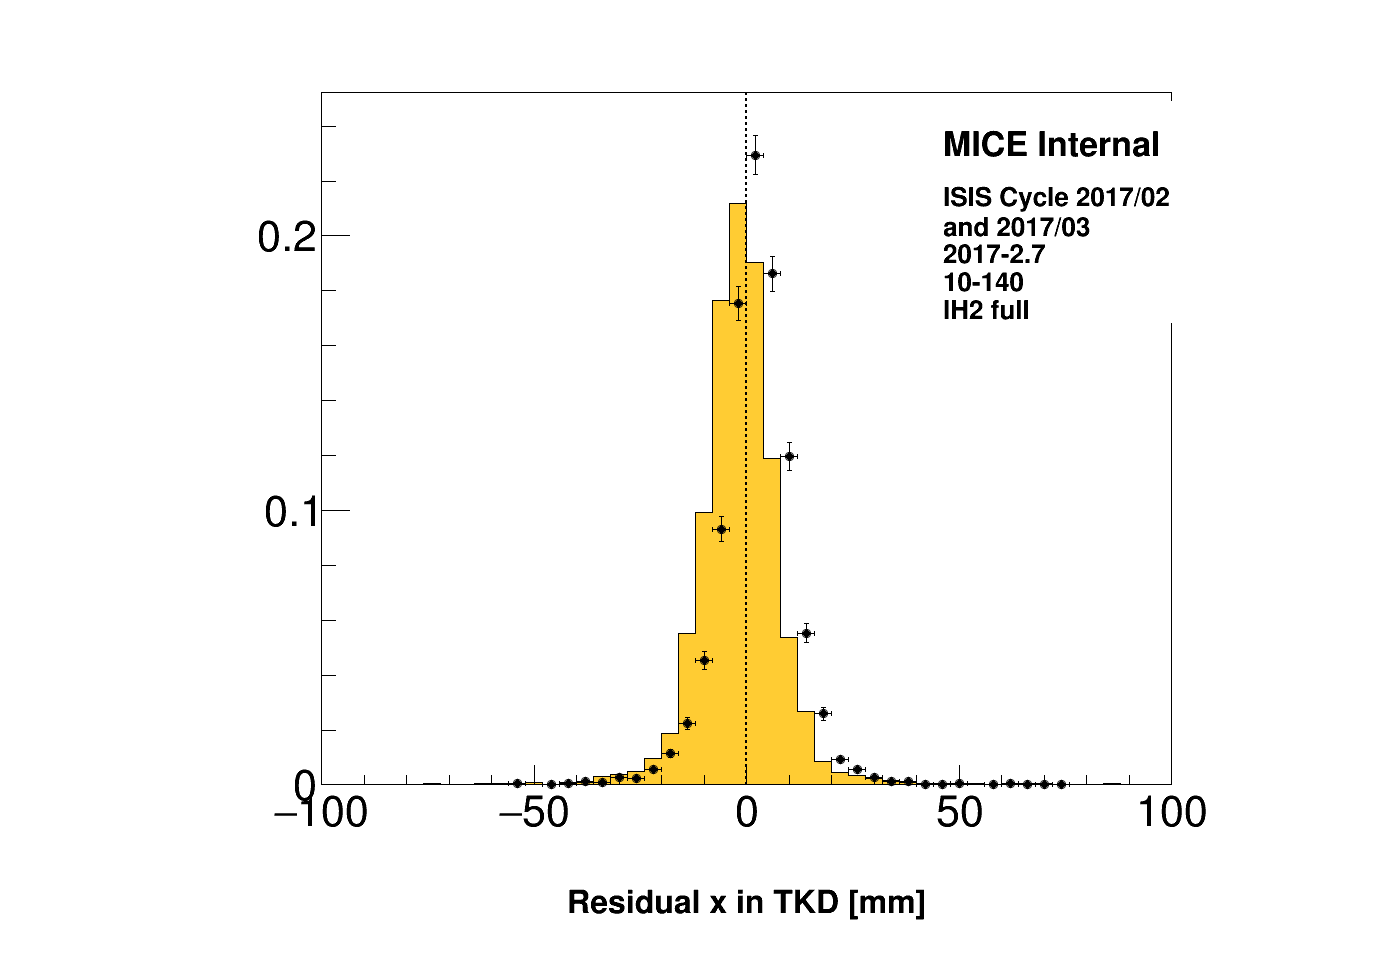 MICE Internal
ISIS Cycle 2017/02
and 2017/03
2017-2.7
10-140
IH2 full
0.2
0.1
0
−100
−50
0
50
100
Residual x in TKD [mm]